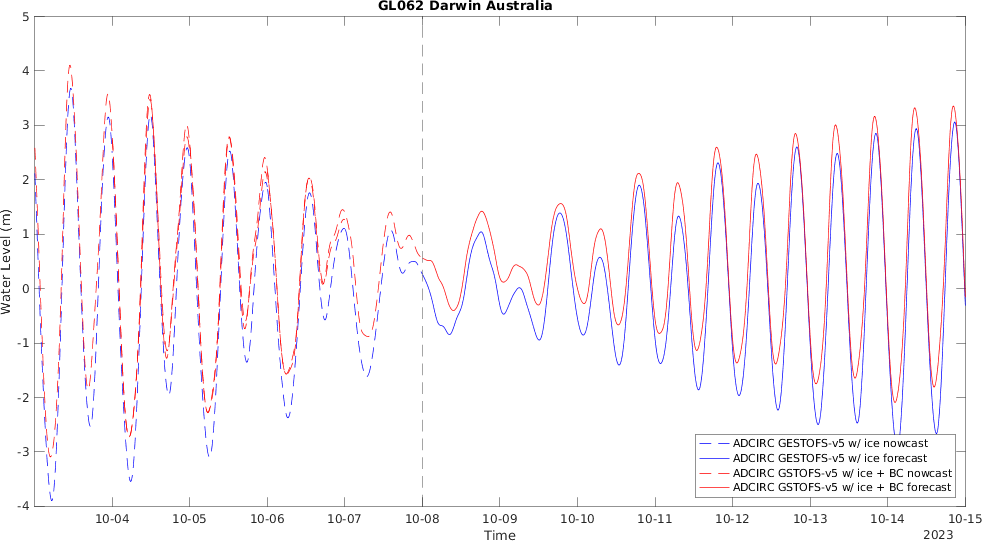 GL062 Darwin Australia
Water Level (m)
5
4
3
2
1
0
-1
-2
-3
-4
ADCIRC GESTOFS-v5 w/ ice nowcast
ADCIRC GESTOFS-v5 w/ ice forecast
ADCIRC GSTOFS-v5 w/ ice + BC nowcast
ADCIRC GSTOFS-v5 w/ ice + BC forecast
10-04 10-05 10-06 10-07 10-08 10-09 10-10 10-11 10-12 10-13 10-14 10-15
Time
2023